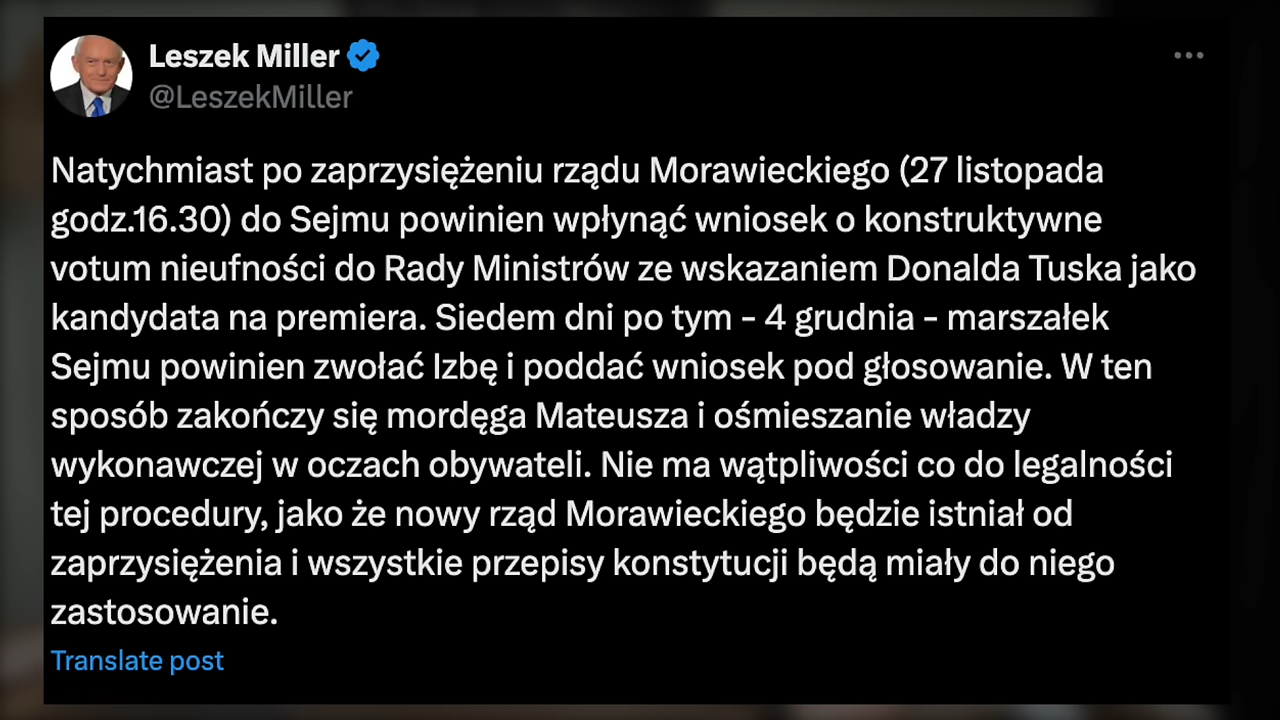 Leszek Miller
@LeszekMiller
Natychmiast po zaprzysiężeniu rządu Morawieckiego (27 listopada
godz.16.30) do Sejmu powinien wpłynąć wniosek o konstruktywne
votum nieufności do Rady Ministrów ze wskazaniem Donalda Tuska jako
kandydata na premiera. Siedem dni po tym - 4 grudnia - marszałek
Sejmu powinien zwołać Izbę i poddać wniosek pod głosowanie. W ten
sposób zakończy się mordęga Mateusza i ośmieszanie władzy
wykonawczej w oczach obywateli. Nie ma wątpliwości co do legalności
tej procedury, jako że nowy rząd Morawieckiego będzie istniał od
zaprzysiężenia i wszystkie przepisy konstytucji będą miały do niego
zastosowanie.
Translate post